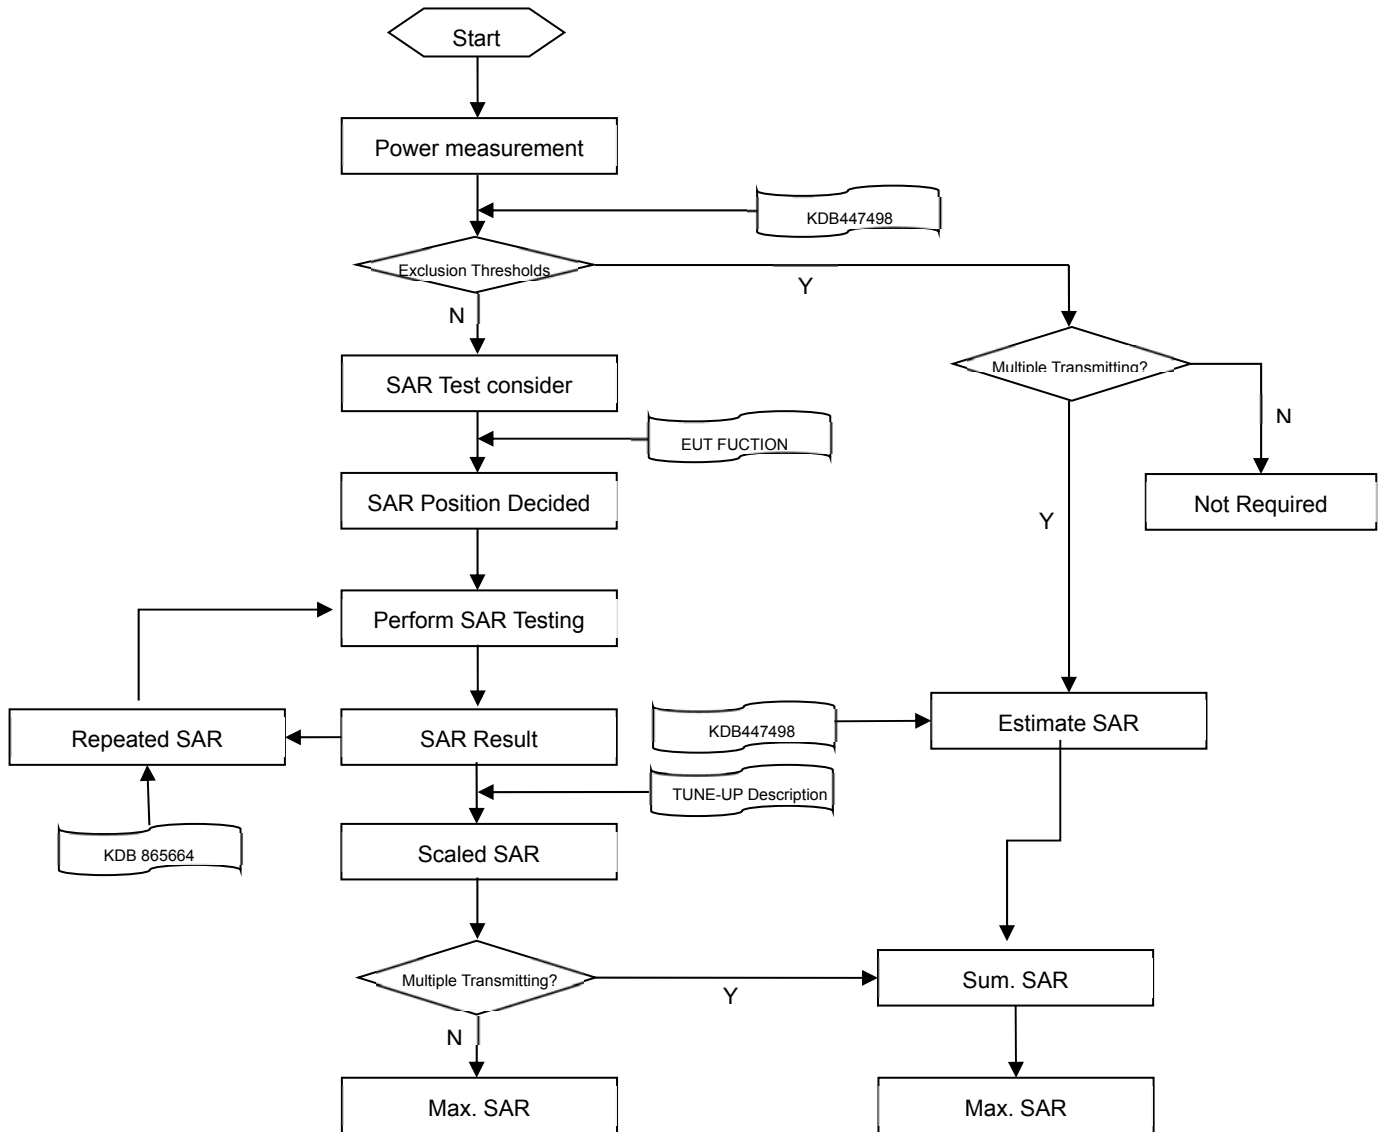 Start
Power measurement
KDB447498
Exclusion Thresholds
Y
N
Multiple Transmitting?
SAR Test consider
N
EUT FUCTION
SAR Position Decided
Not Required
Y
Perform SAR Testing
Repeated SAR
SAR Result
KDB447498
Estimate SAR
TUNE-UP Description
KDB 865664
Scaled SAR
Multiple Transmitting?
Y
Sum. SAR
N
Max. SAR
Max. SAR